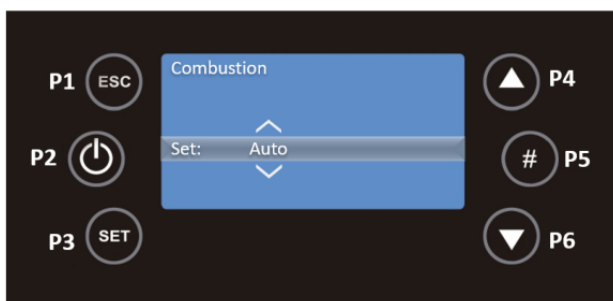 P1 ESC
Combustion
P4
P2
Set: Auto
# P5
P3 SET
P6